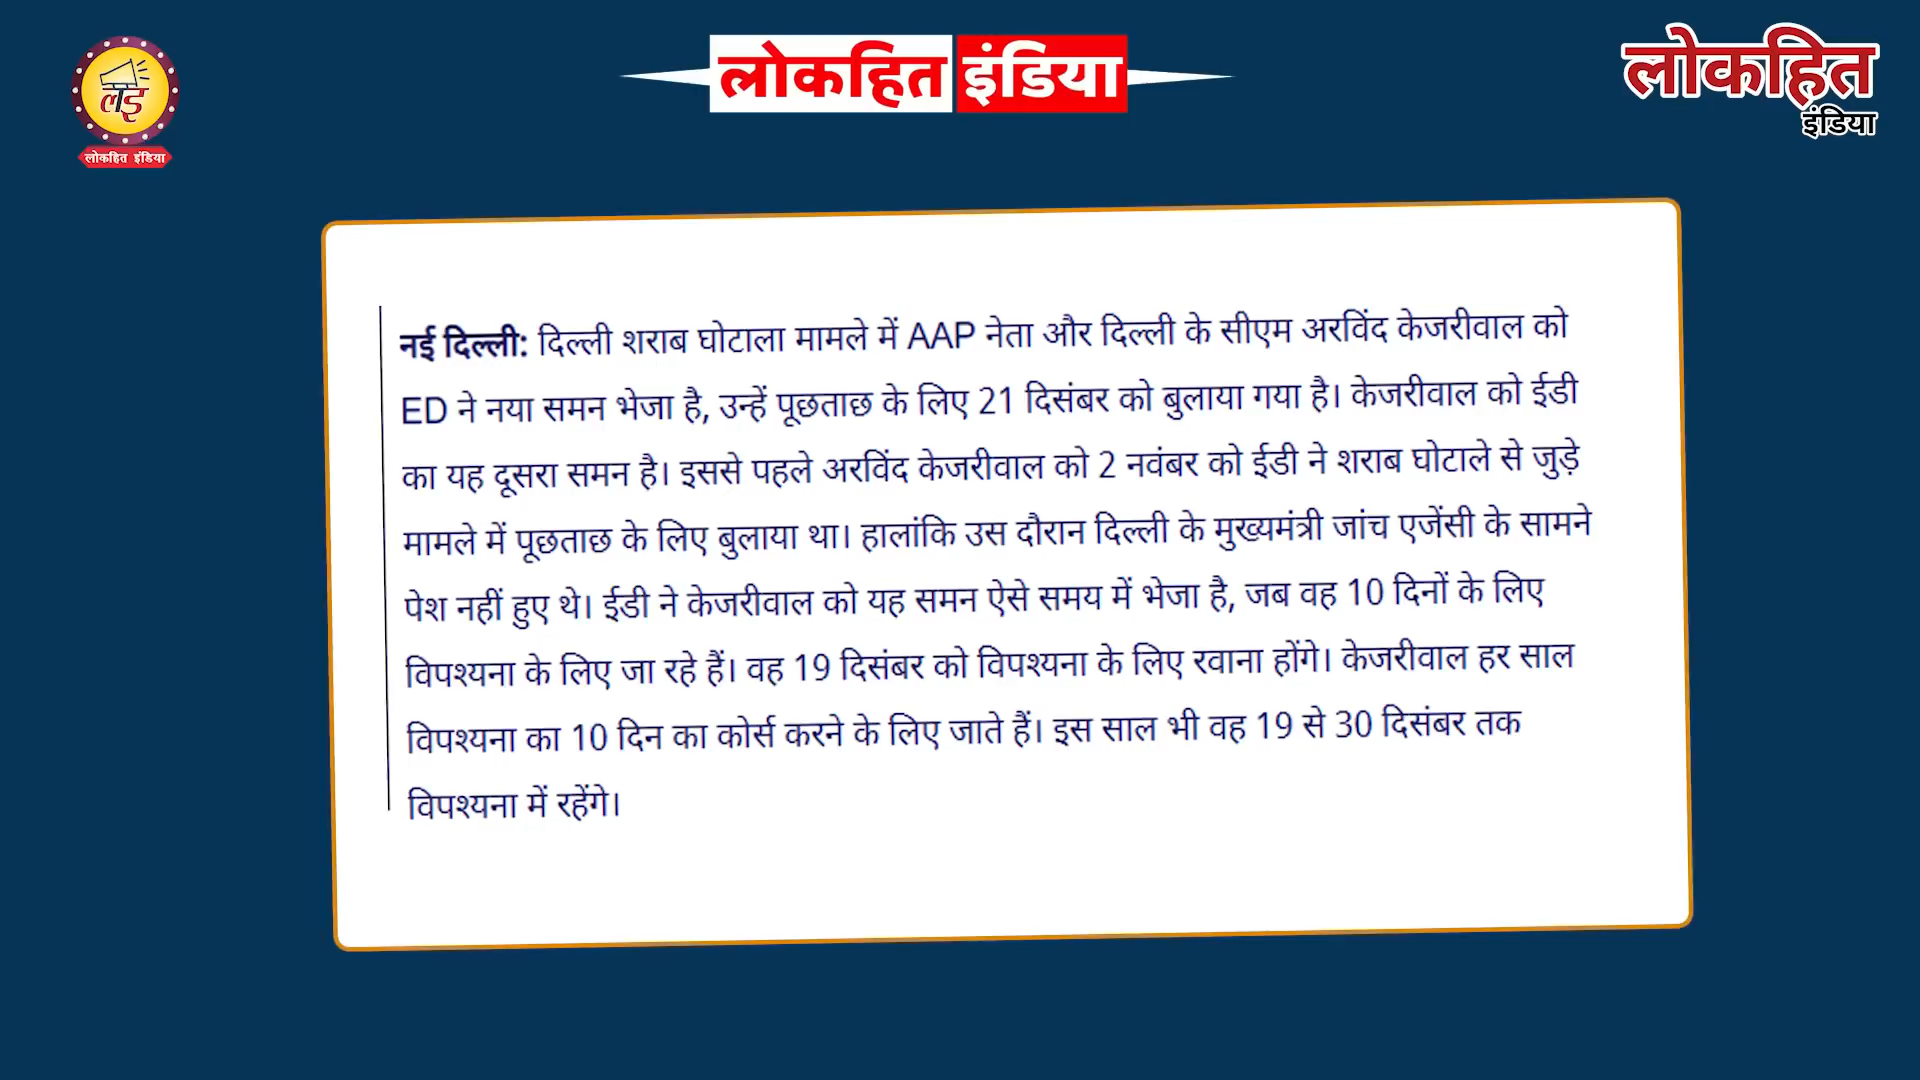 लोकहित इंडिया
लोकहित
इंडिया
लइ
लोकहित इंडिया
नई दिल्ली: दिल्ली शराब घोटाला मामले में AAP नेता और दिल्ली के सीएम अरविंद केजरीवाल को
ED ने नया समन भेजा है, उन्हें पूछताछ के लिए 21 दिसंबर को बुलाया गया है। केजरीवाल को ईडी
का यह दूसरा समन है। इससे पहले अरविंद केजरीवाल को 2 नवंबर को ईडी ने शराब घोटाले से जुड़े
मामले में पूछताछ के लिए बुलाया था। हालांकि उस दौरान दिल्ली के मुख्यमंत्री जांच एजेंसी के सामने
पेश नहीं हुए थे। ईडी ने केजरीवाल को यह समन ऐसे समय में भेजा है, जब वह 10 दिनों के लिए
विपश्यना के लिए जा रहे हैं। वह 19 दिसंबर को विपश्यना के लिए रवाना होंगे। केजरीवाल हर साल
विपश्यना का 10 दिन का कोर्स करने के लिए जाते हैं। इस साल भी वह 19 से 30 दिसंबर तक
विपश्यना में रहेंगे।